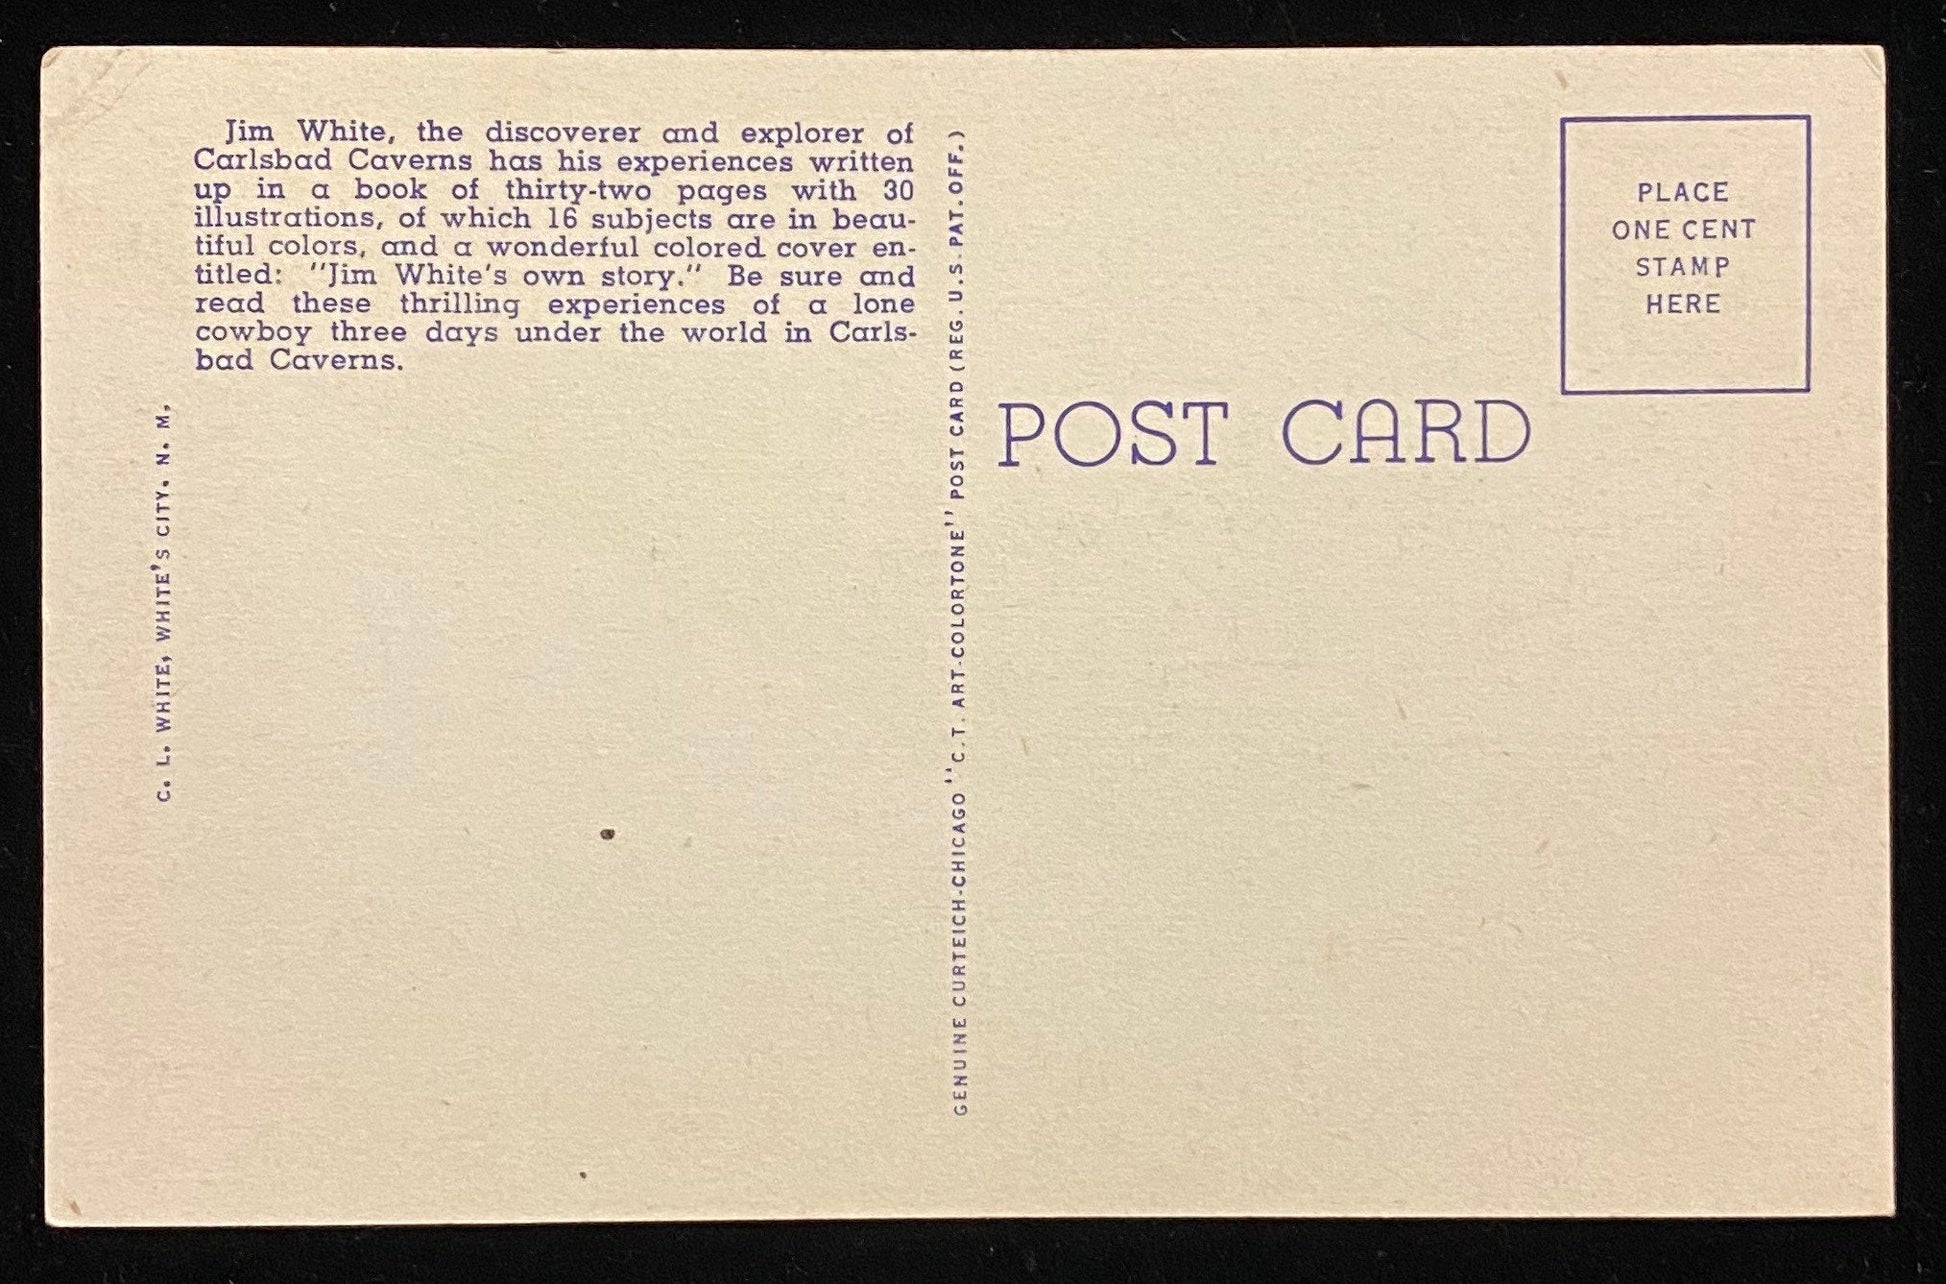 Jim White, the discoverer and explorer of
Carlsbad Caverns has his experiences written
up in a book of thirty-two pages with 30
illustrations, of which 16 subjects are in beau-
tiful colors, and a wonderful colored cover en-
titled: "Jim White's own story." Be sure and
read these thrilling experiences of a lone
cowboy three days under the world in Carls-
bad Caverns.
C. L. WHITE, WHITE'S CITY. N. M.
GENUINE CURTEICH-CHICAGO "C.T. ART-COLORTONE" POST CARD (REG. U.S. PAT. OFF.)
PLACE
ONE CENT
STAMP
HERE
POST CARD